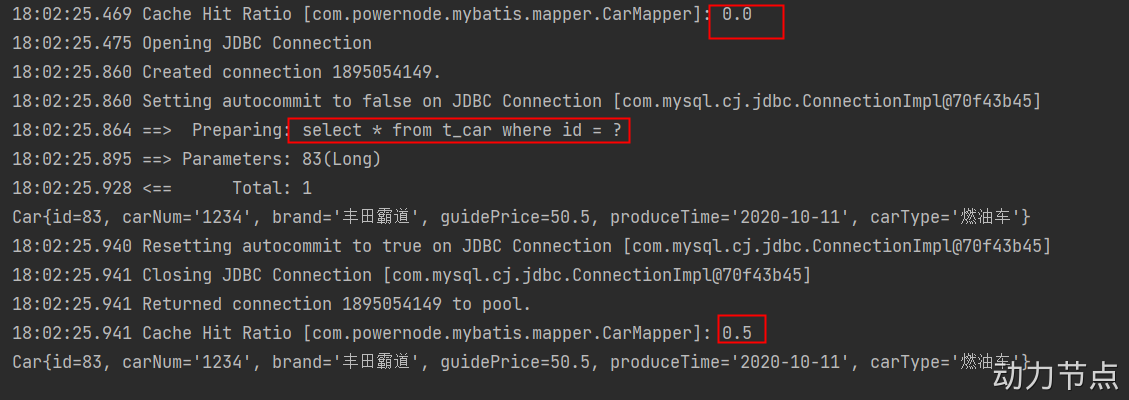 18:02:25.469 Cache Hit Ratio [com.powernode.mybatis.mapper.CarMapper]: 0.0
18:02:25.475 Opening JDBC Connection
18:02:25.860 Created connection 1895054149.
18:02:25.860 Setting autocommit to false on JDBC Connection [com.mysql.cj.jdbc.ConnectionImpl@70f43b45]
18:02:25.864 ==>  Preparing: select * from t_car where id = ?
18:02:25.895 ==> Parameters: 83(Long)
18:02:25.928 <==      Total: 1
Car{id=83, carNum='1234', brand='丰田霸道', guidePrice=50.5, produceTime='2020-10-11', carType='燃油车'}
18:02:25.940 Resetting autocommit to true on JDBC Connection [com.mysql.cj.jdbc.ConnectionImpl@70f43b45]
18:02:25.941 Closing JDBC Connection [com.mysql.cj.jdbc.ConnectionImpl@70f43b45]
18:02:25.941 Returned connection 1895054149 to pool.
18:02:25.941 Cache Hit Ratio [com.powernode.mybatis.mapper.CarMapper]: 0.5
Car{id=83, carNum='1234', brand='丰田霸道', guidePrice=50.5, produceTime='2020-10-11', carType='燃油车'}
动力节点